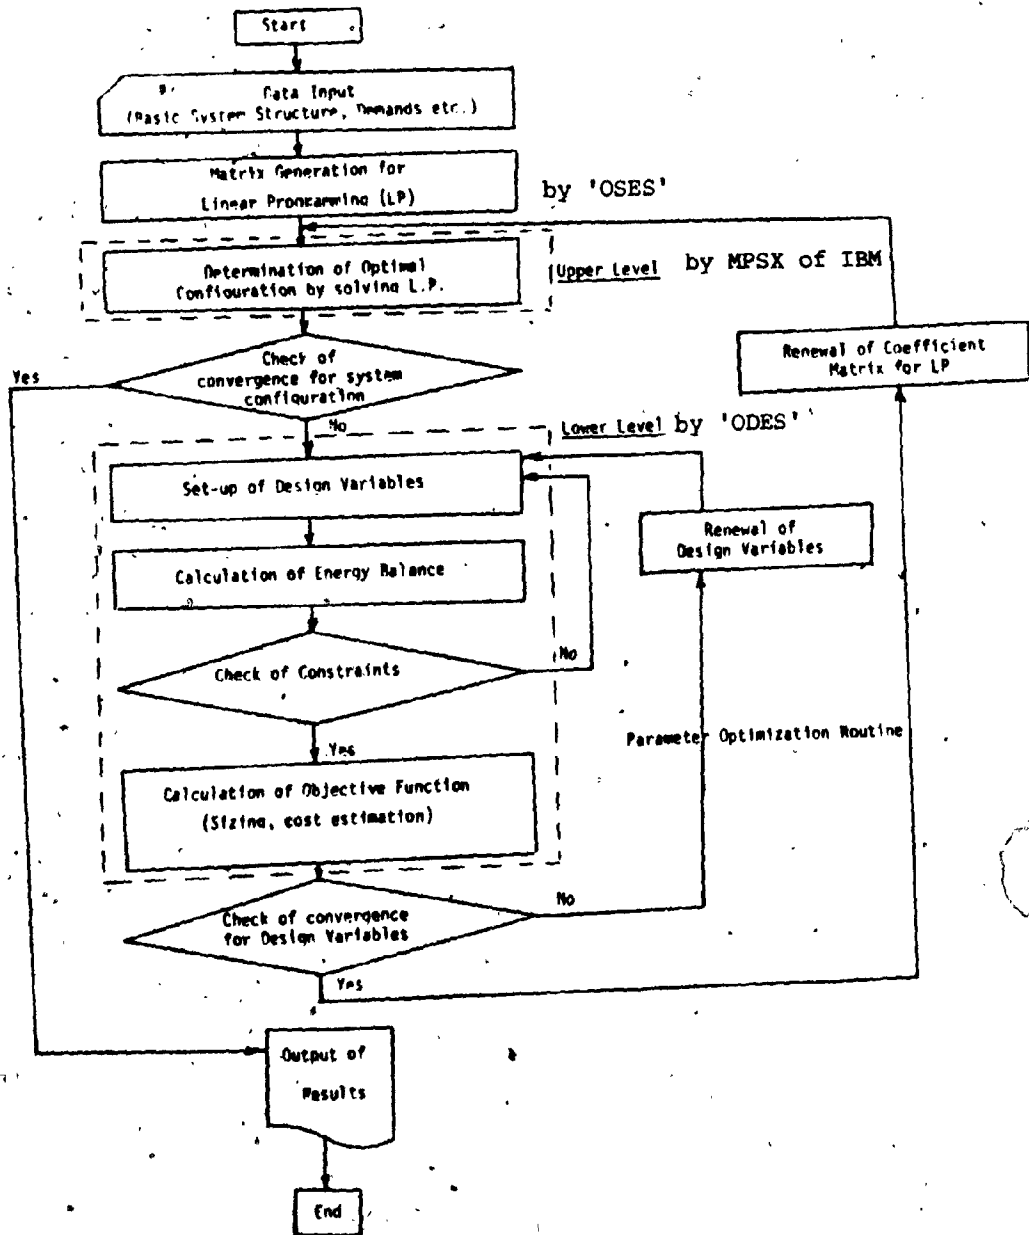 Start
Data Input
(Basic System Structure, Demands etc.)
Matrix Generation for
Linear Programming (LP)
by 'OSES'
Determination of Optimal
Configuration by solving L.P.
Upper Level by MPSX of IBM
Renewal of Coefficient
Matrix for LP
Yes
Check of
convergence for system
configuration
No
Lower Level by 'ODES'
Set-up of Design Variables
Renewal of
Design Variables
Calculation of Energy Balance
Check of Constraints
No
Yes
Parameter Optimization Routine
Calculation of Objective Function
(Sizing, cost estimation)
Check of convergence
for Design Variables
No
Yes
Output of
Results
End